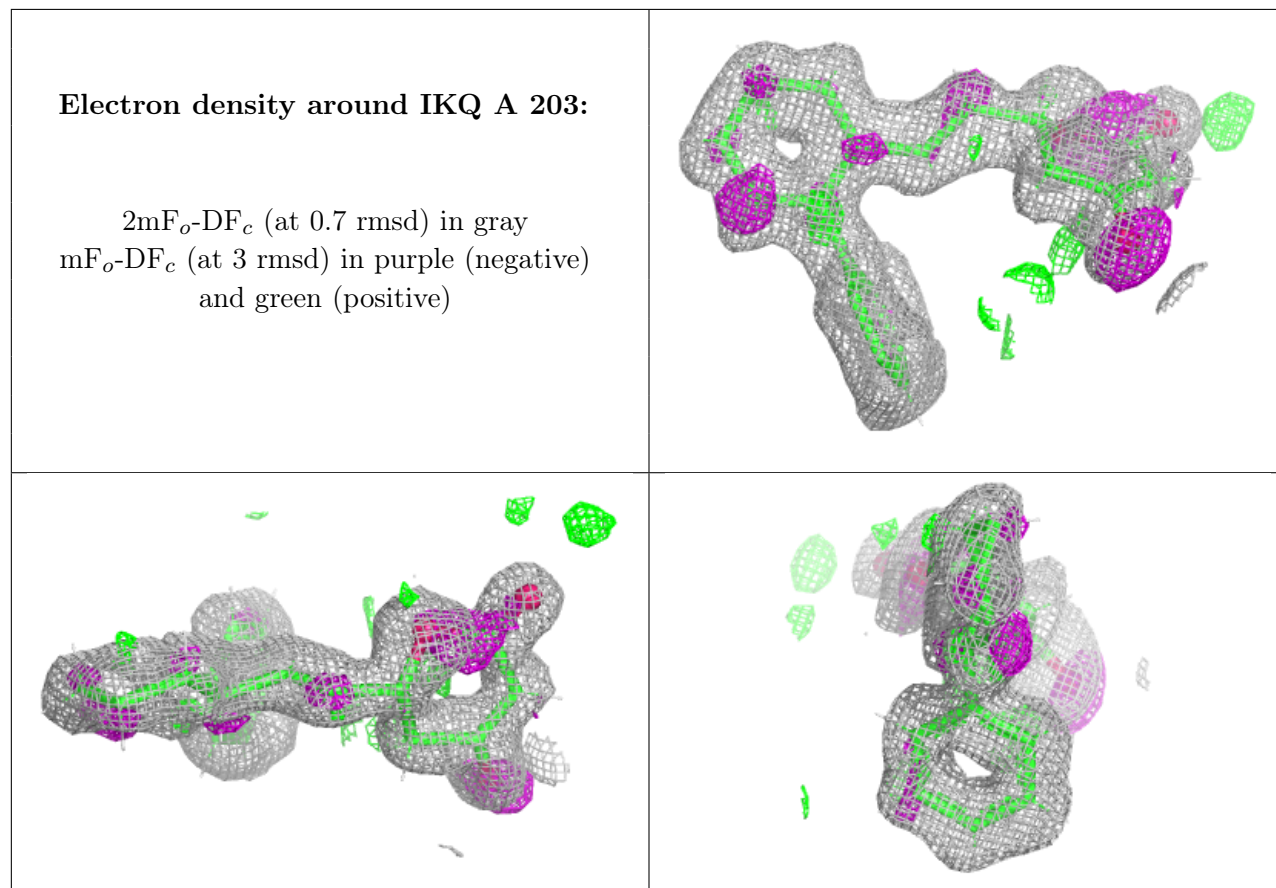 Electron density around IKQ A 203:
2mFₒ-DF𝒸 (at 0.7 rmsd) in gray
mFₒ-DF𝒸 (at 3 rmsd) in purple (negative)
and green (positive)